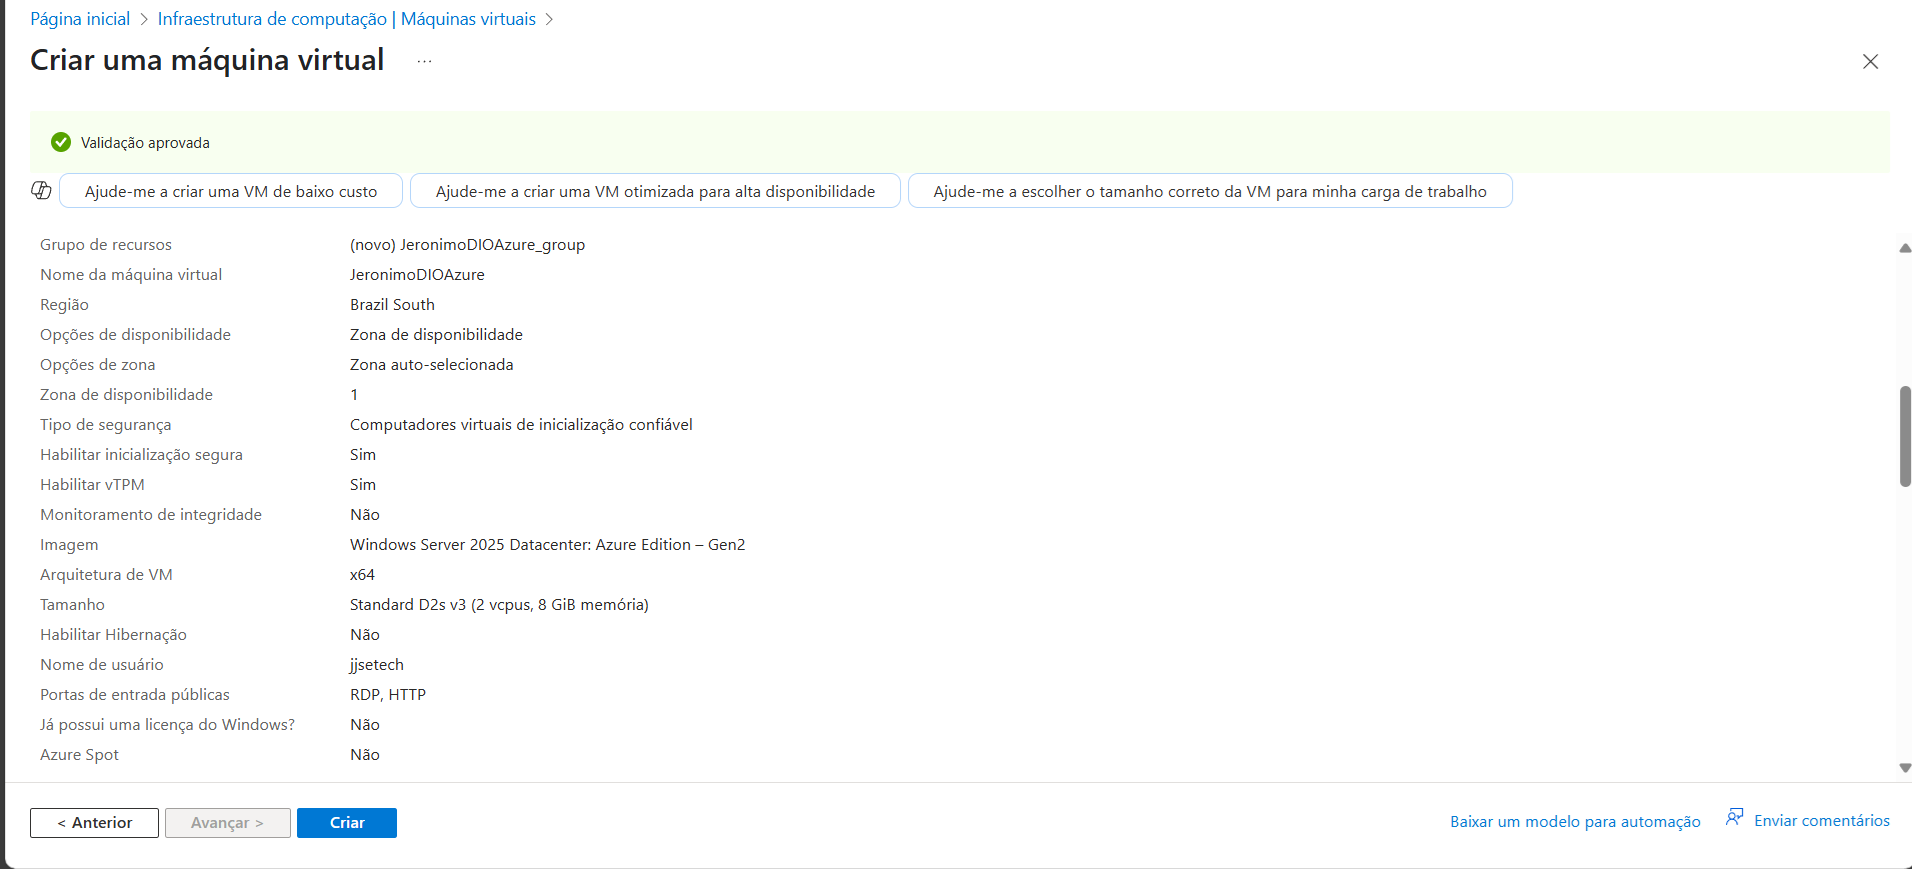 Página inicial > Infraestrutura de computação | Máquinas virtuais >
Criar uma máquina virtual ...
Validação aprovada
Ajude-me a criar uma VM de baixo custo Ajude-me a criar uma VM otimizada para alta disponibilidade Ajude-me a escolher o tamanho correto da VM para minha carga de trabalho
Grupo de recursos (novo) JeronimoDIOAzure_group
Nome da máquina virtual JeronimoDIOAzure
Região Brazil South
Opções de disponibilidade Zona de disponibilidade
Opções de zona Zona auto-selecionada
Zona de disponibilidade 1
Tipo de segurança Computadores virtuais de inicialização confiável
Habilitar inicialização segura Sim
Habilitar vTPM Sim
Monitoramento de integridade Não
Imagem Windows Server 2025 Datacenter: Azure Edition – Gen2
Arquitetura de VM x64
Tamanho Standard D2s v3 (2 vcpus, 8 GiB memória)
Habilitar Hibernação Não
Nome de usuário jjsetech
Portas de entrada públicas RDP, HTTP
Já possui uma licença do Windows? Não
Azure Spot Não
< Anterior Avançar > Criar Baixar um modelo para automação Enviar comentários